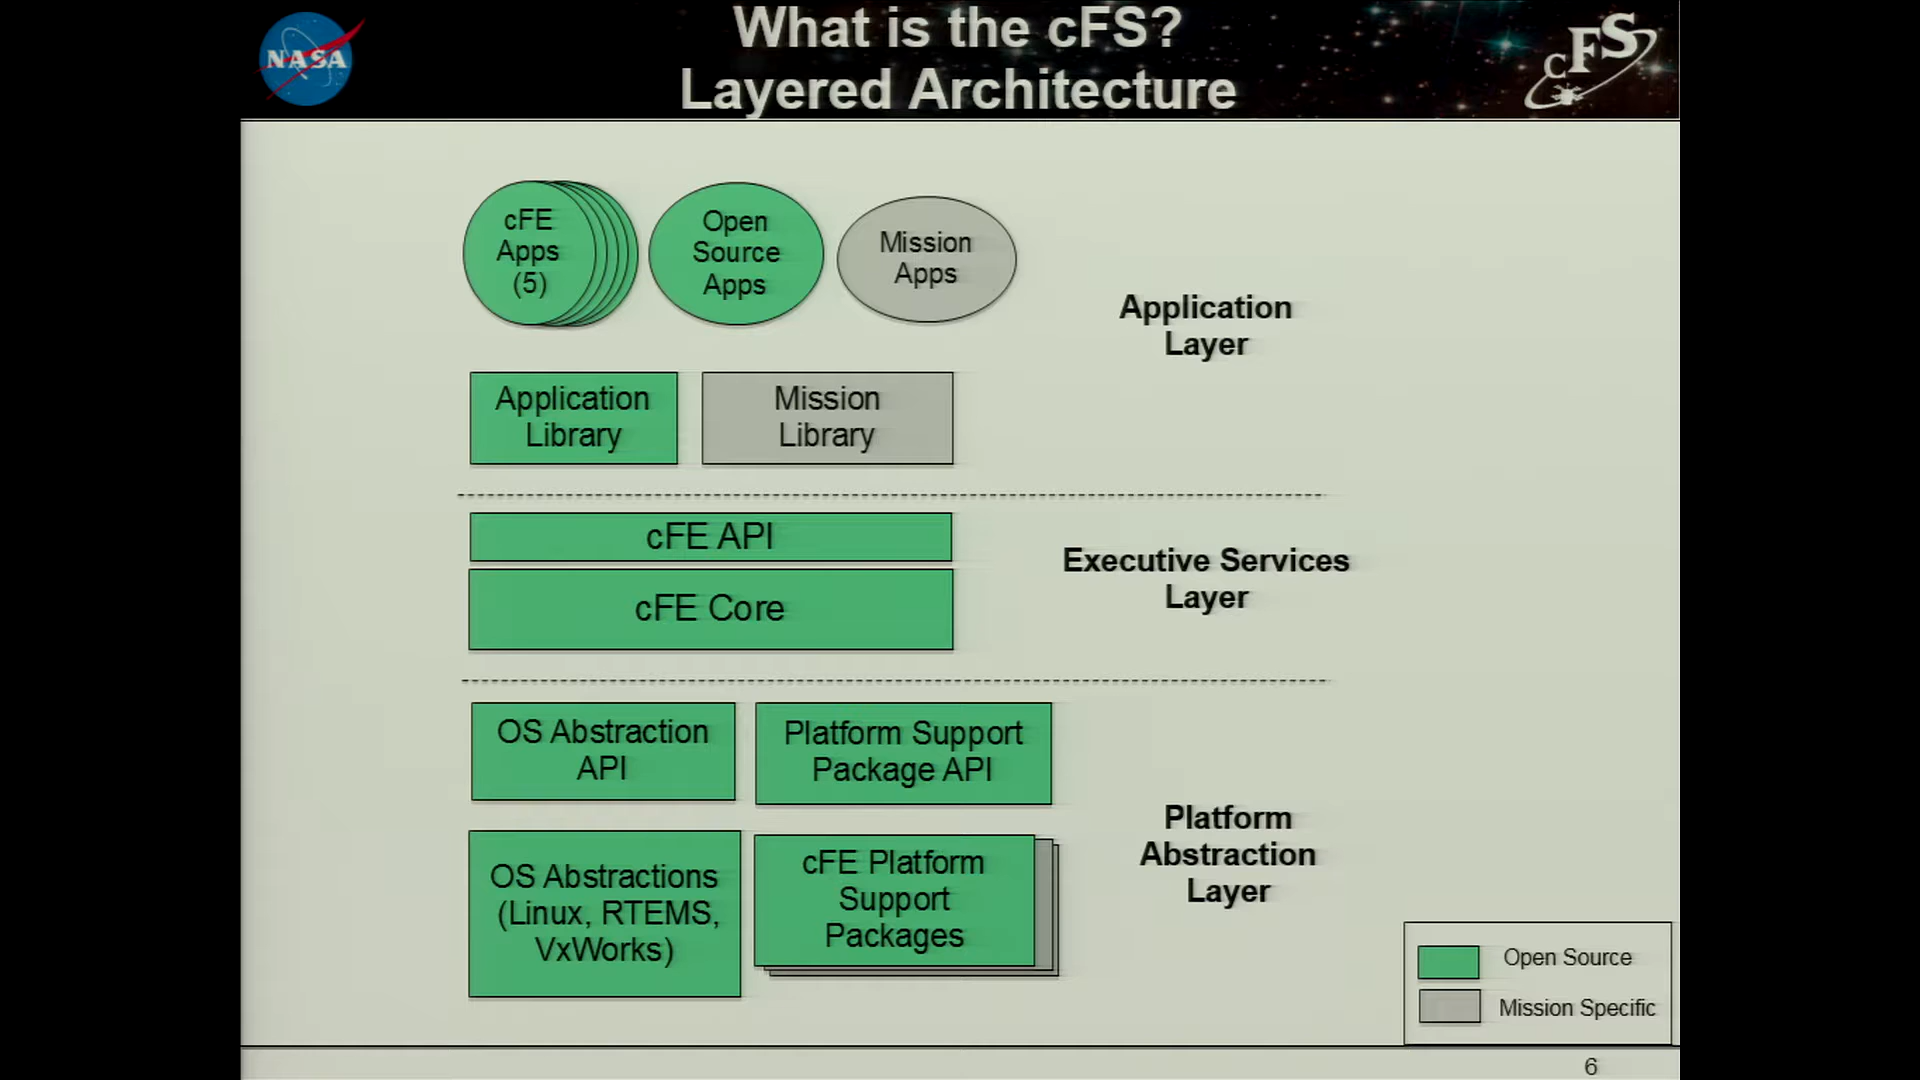 What is the cFS?
Layered Architecture
NASA
cFS
cFE
Apps
(5)
Open
Source
Apps
Mission
Apps
Application
Layer
Application
Library
Mission
Library
cFE API
cFE Core
Executive Services
Layer
OS Abstraction
API
Platform Support
Package API
OS Abstractions
(Linux, RTEMS,
VxWorks)
cFE Platform
Support
Packages
Platform
Abstraction
Layer
Open Source
Mission Specific
6